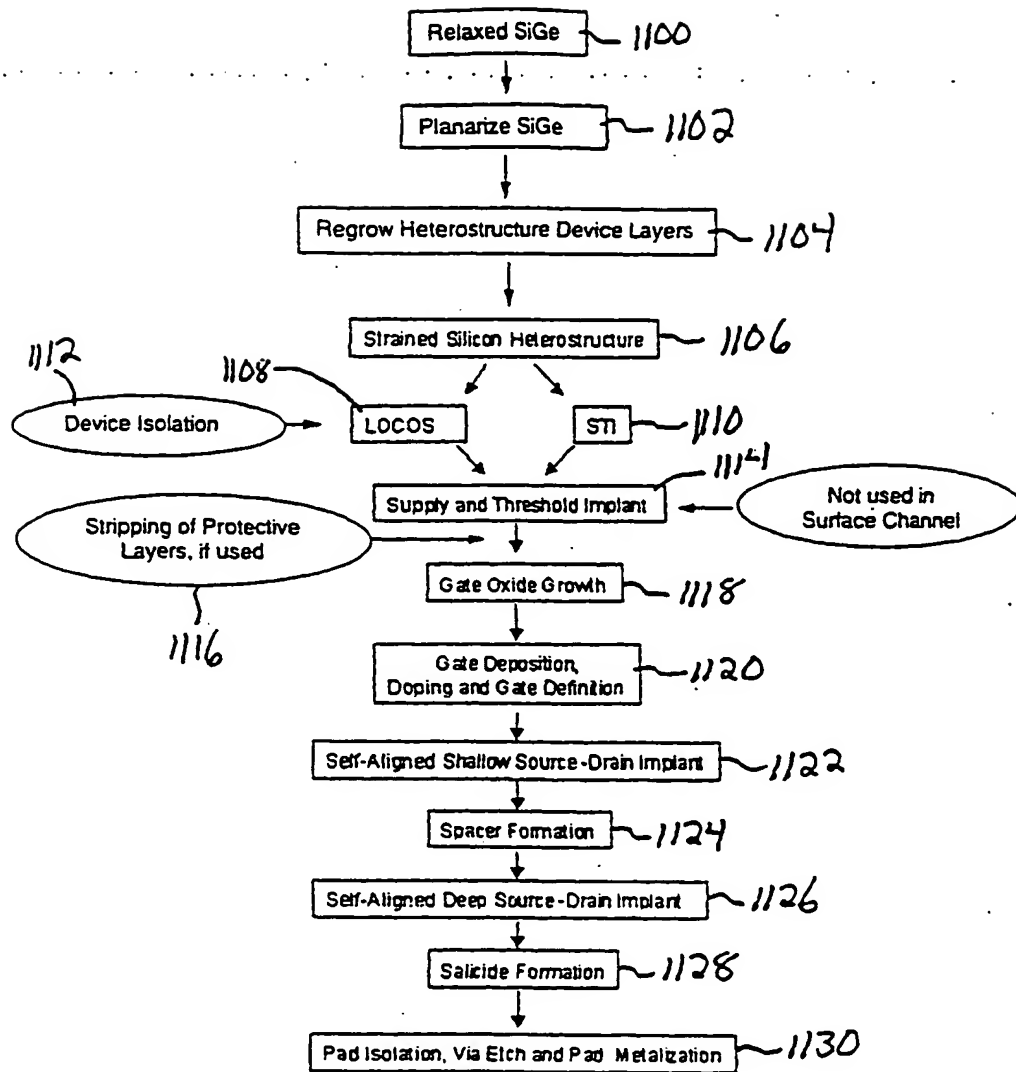 Relaxed SiGe 1100
Planarize SiGe 1102
Regrow Heterostructure Device Layers 1104
Strained Silicon Heterostructure 1106
1112
1108
Device Isolation
LOCOS
STI 1110
1114
Supply and Threshold Implant
Not used in
Surface Channel
Stripping of Protective
Layers, if used
1116
Gate Oxide Growth 1118
Gate Deposition,
Doping and Gate Definition 1120
Self-Aligned Shallow Source-Drain Implant 1122
Spacer Formation 1124
Self-Aligned Deep Source-Drain Implant 1126
Salicide Formation 1128
Pad Isolation, Via Etch and Pad Metalization 1130